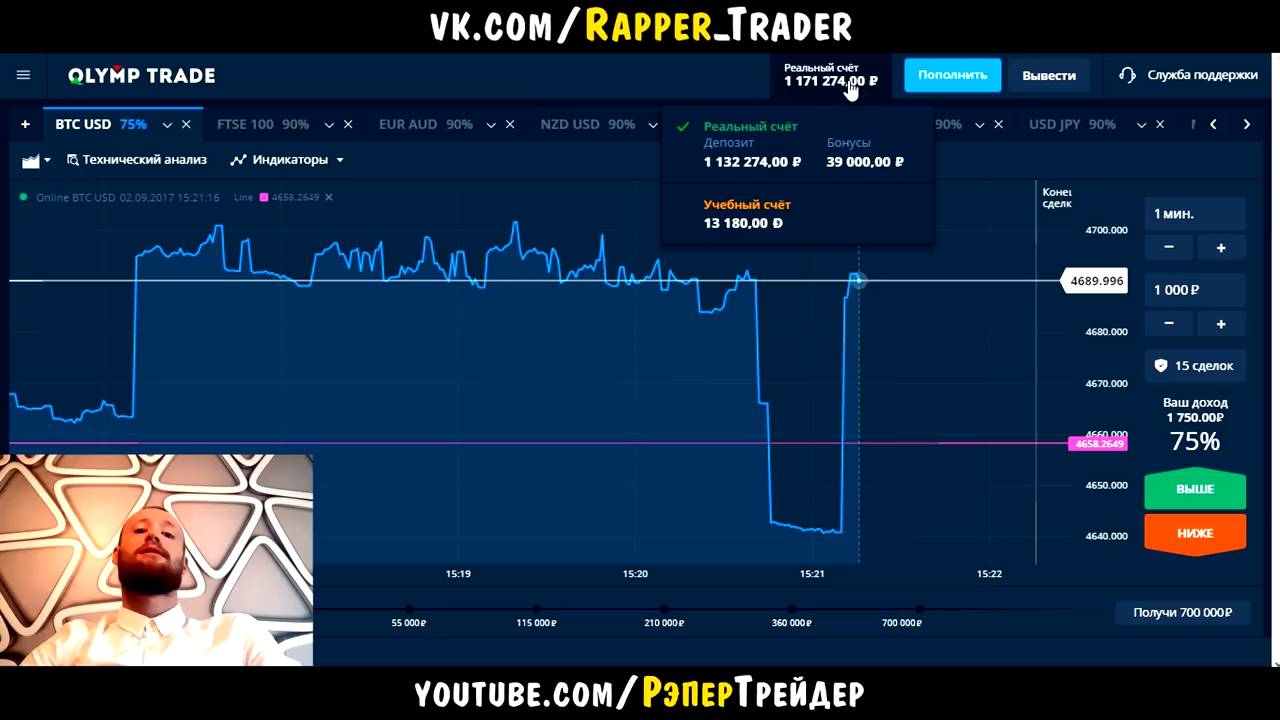 vk.com/Rapper_Trader
OLYMP TRADE
Реальный счёт
1 171 274,00 ₽
Пополнить
Вывести
Служба поддержки
+ BTC USD 75%
FTSE 100 90%
EUR AUD 90%
NZD USD 90%
90%
USD JPY 90%
Реальный счёт
Депозит
Бонусы
1 132 274,00 ₽
39 000,00 ₽
Учебный счёт
13 180,00 Đ
Технический анализ
Индикаторы
Online BTC USD 02.09.2017 15:21:16 Line 4658.2649
Конец
сделк
4700.000
4689.996
4680.000
4670.000
4660.000
4658.2649
4650.000
4640.000
1 мин.
− +
1 000 ₽
− +
15 сделок
Ваш доход
1 750.00₽
75%
ВЫШЕ
НИЖЕ
15:19
15:20
15:21
15:22
55 000₽
115 000₽
210 000₽
360 000₽
700 000₽
Получи 700 000₽
youtube.com/РэперТрейдер